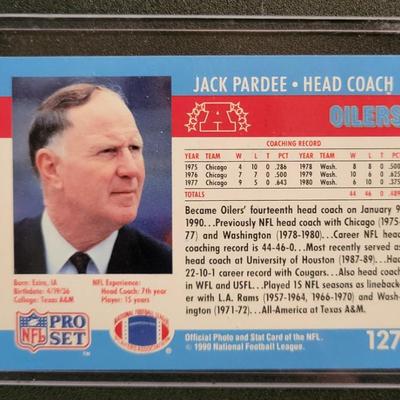 JACK PARDEE • HEAD COACH
A
OILERS
COACHING RECORD
YEAR TEAM W L T PCT YEAR TEAM W L T PCT
1975 Chicago 4 10 0 .286 1978 Wash. 8 8 0 .500
1976 Chicago 7 7 0 .500 1979 Wash. 10 6 0 .625
1977 Chicago 9 5 0 .643 1980 Wash. 6 10 0 .375
TOTALS 44 46 0 .489
Became Oilers' fourteenth head coach on January 9,
1990...Previously NFL head coach with Chicago (1975-
77) and Washington (1978-1980)...Career NFL head
coaching record is 44-46-0...Most recently served as
head coach at University of Houston (1987-89)...Had
22-10-1 career record with Cougars...Also head coach
in WFL and USFL...Played 15 NFL seasons as linebacker
with L.A. Rams (1957-1964, 1966-1970) and Wash-
ington (1971-72)...All-America at Texas A&M.
Born: Exira, IA
Birthdate: 4/19/36
College: Texas A&M
NFL Experience:
Head Coach: 7th year
Player: 15 years
NFL
PRO
SET
TM
Official Photo and Stat Card of the NFL.
© 1990 National Football League.
127